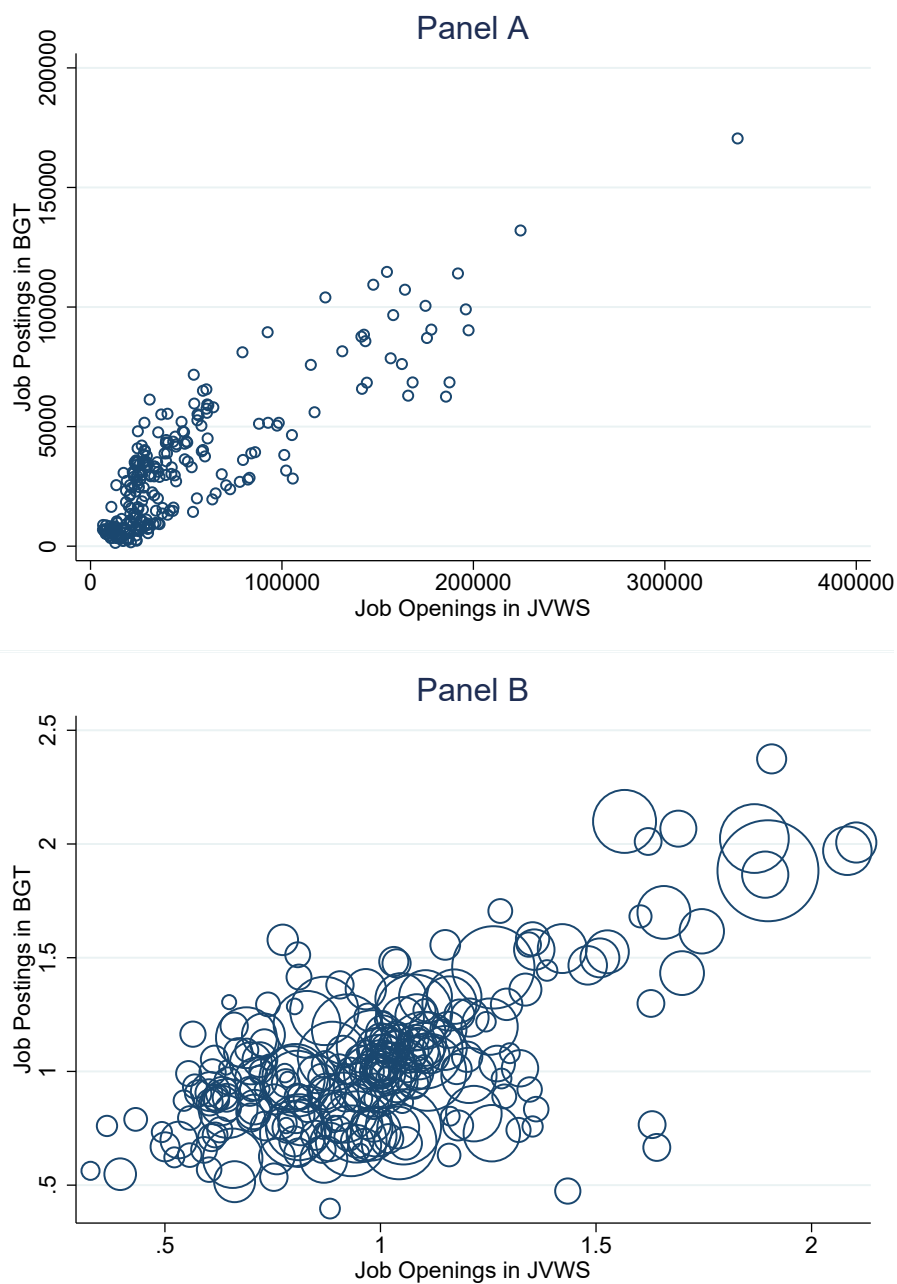 Panel A
Job Postings in BGT
200000
150000
100000
50000
0
0 100000 200000 300000 400000
Job Openings in JVWS
Panel B
Job Postings in BGT
2.5
2
1.5
1
.5
.5 1 1.5 2
Job Openings in JVWS